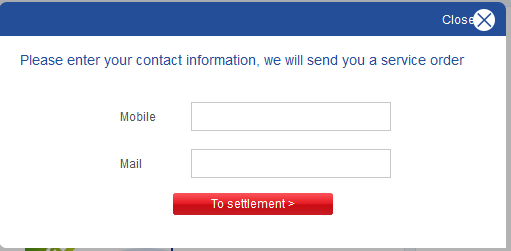 Close
Please enter your contact information, we will send you a service order
Mobile
Mail
To settlement >